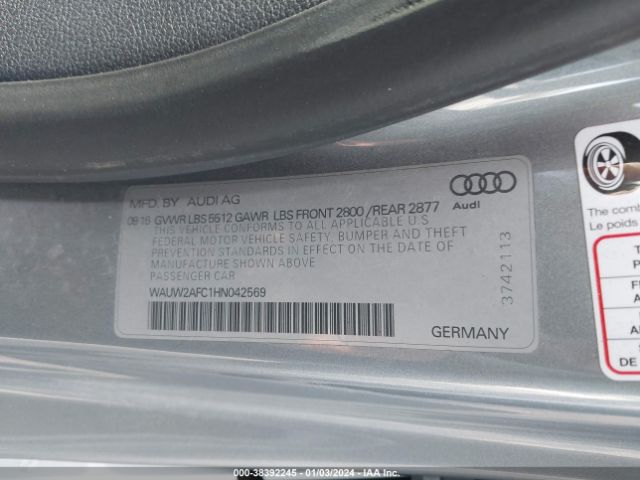 MFD. BY AUDI AG
09 16 GVWR LBS 5512 GAWR LBS FRONT 2800 / REAR 2877
THIS VEHICLE CONFORMS TO ALL APPLICABLE U.S
FEDERAL MOTOR VEHICLE SAFETY, BUMPER AND THEFT
PREVENTION STANDARDS IN EFFECT ON THE DATE OF
MANUFACTURE SHOWN ABOVE
PASSENGER CAR
WAUW2AFC1HN042569
GERMANY
Audi
3742113
The comb
Le poids
DE
000-38392245 - 01/03/2024 - IAA Inc.